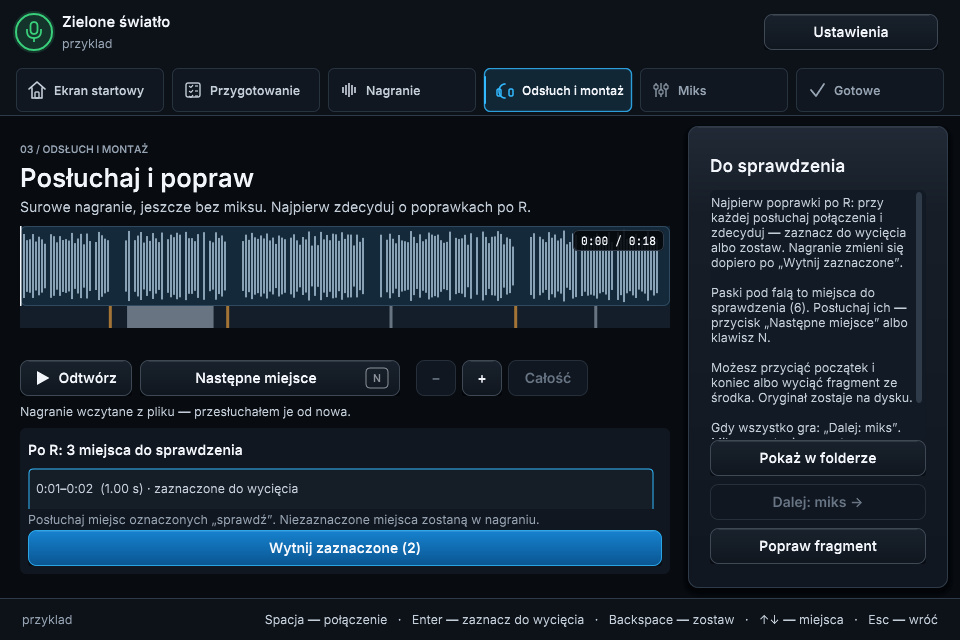 Zielone światło
przyklad
Ustawienia
Ekran startowy
Przygotowanie
Nagranie
Odsłuch i montaż
Miks
Gotowe
03 / ODSŁUCH I MONTAŻ
Posłuchaj i popraw
Surowe nagranie, jeszcze bez miksu. Najpierw zdecyduj o poprawkach po R.
0:00 / 0:18
Odtwórz
Następne miejsce
N
−
+
Całość
Nagranie wczytane z pliku — przesłuchałem je od nowa.
Po R: 3 miejsca do sprawdzenia
0:01–0:02 (1.00 s) · zaznaczone do wycięcia
Posłuchaj miejsc oznaczonych „sprawdź”. Niezaznaczone miejsca zostaną w nagraniu.
Wytnij zaznaczone (2)
Do sprawdzenia
Najpierw poprawki po R: przy
każdej posłuchaj połączenia i
zdecyduj — zaznacz do wycięcia
albo zostaw. Nagranie zmieni się
dopiero po „Wytnij zaznaczone”.
Paski pod falą to miejsca do
sprawdzenia (6). Posłuchaj ich —
przycisk „Następne miejsce” albo
klawisz N.
Możesz przyciąć początek i
koniec albo wyciąć fragment ze
środka. Oryginał zostaje na dysku.
Gdy wszystko gra: „Dalej: miks”.
Pokaż w folderze
Dalej: miks →
Popraw fragment
przyklad
Spacja — połączenie · Enter — zaznacz do wycięcia · Backspace — zostaw · ↑↓ — miejsca · Esc — wróć